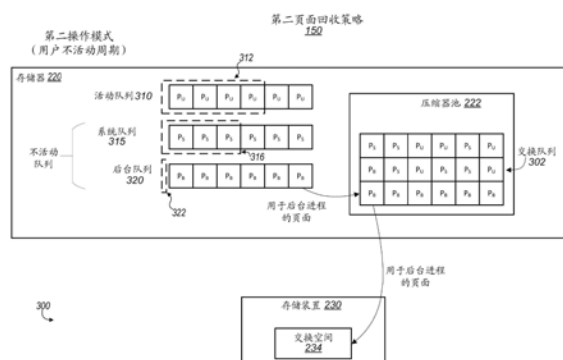 第二页面回收策略
150
第二操作模式
(用户不活动周期)
存储器 220
312
活动队列 310
PU PU PU PU PU PU
系统队列
315
PS PS PS PS PS PS
316
不活动
队列
后台队列
320
PB PB PB PB PB PB
322
压缩器池 222
PS PS PU PS PS PU
PB PS PS PS PS PU
PB PB PB PB PB PB
交换队列
302
用于后台进程
的页面
用于后台进程
的页面
300
存储装置 230
交换空间
234